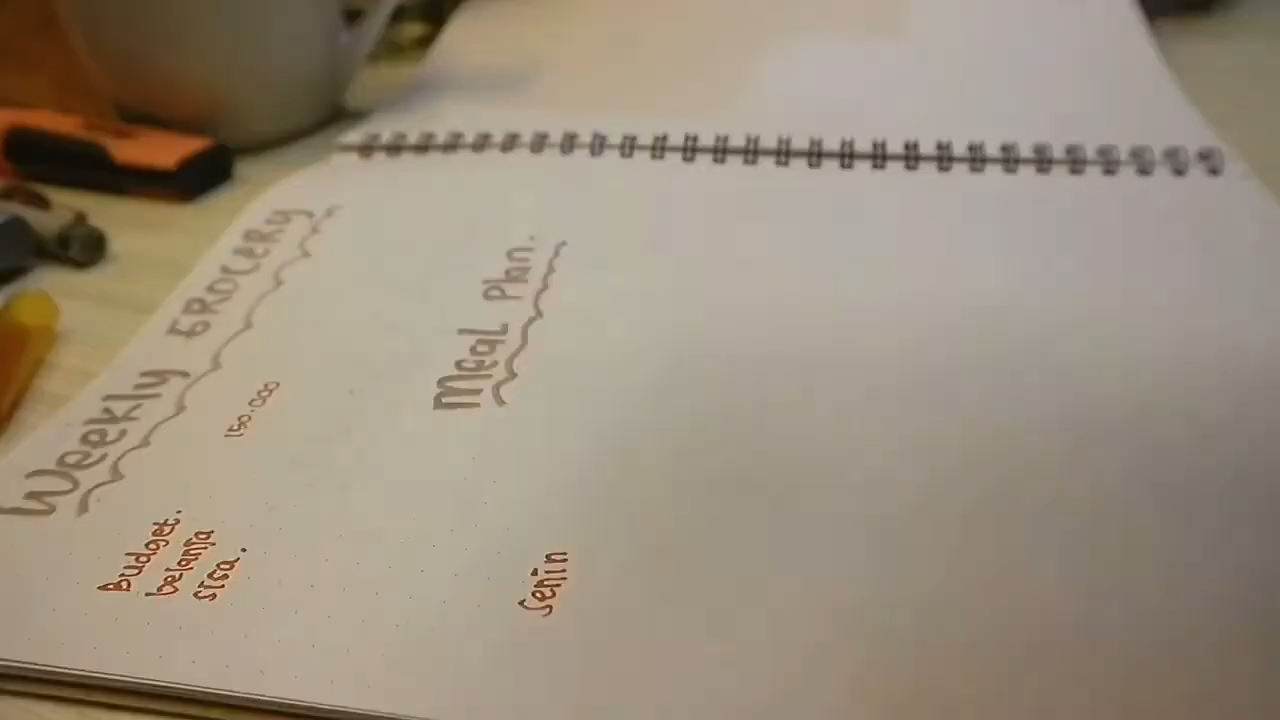 Weekly GROCERY
Budget.
belanja
sisa.
150.000
Meal Plan.
Senin